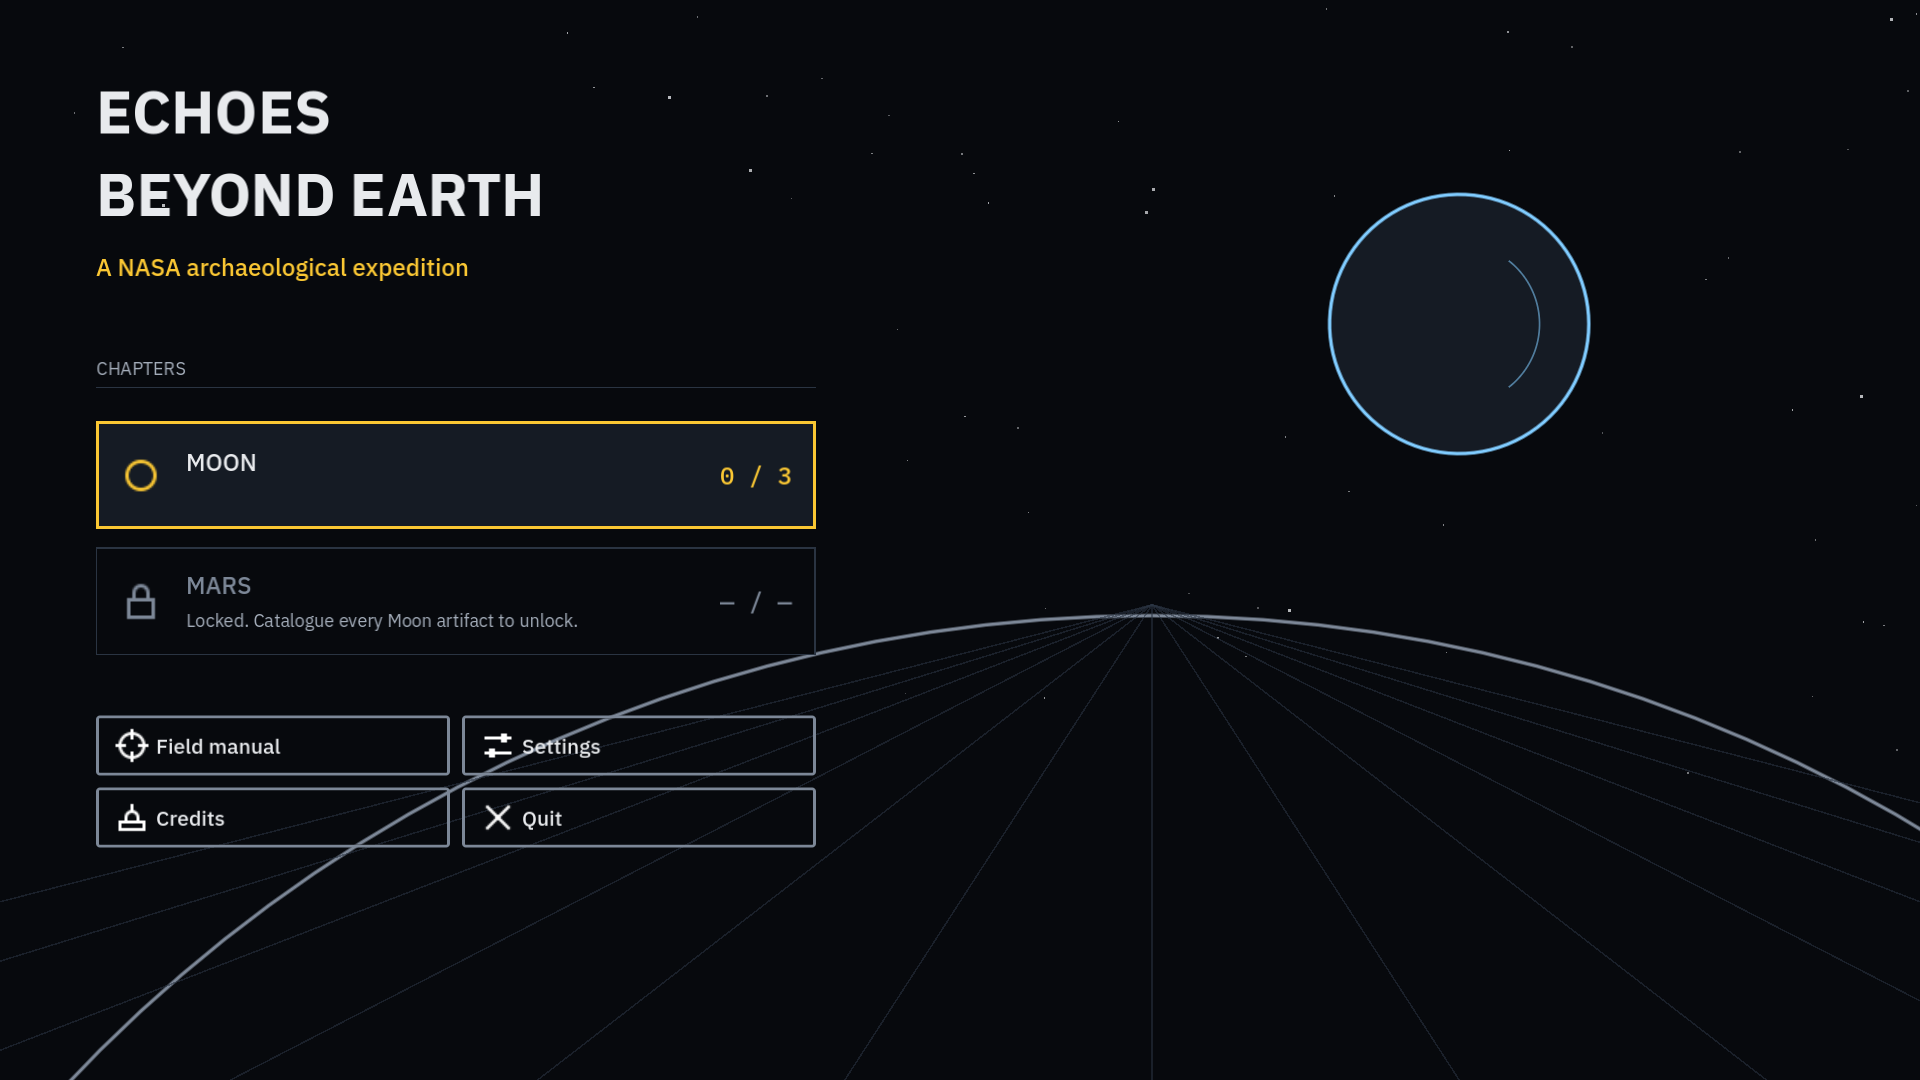 ECHOES
BEYOND EARTH
A NASA archaeological expedition
CHAPTERS
MOON
0 / 3
MARS
Locked. Catalogue every Moon artifact to unlock.
– / –
Field manual
Settings
Credits
Quit